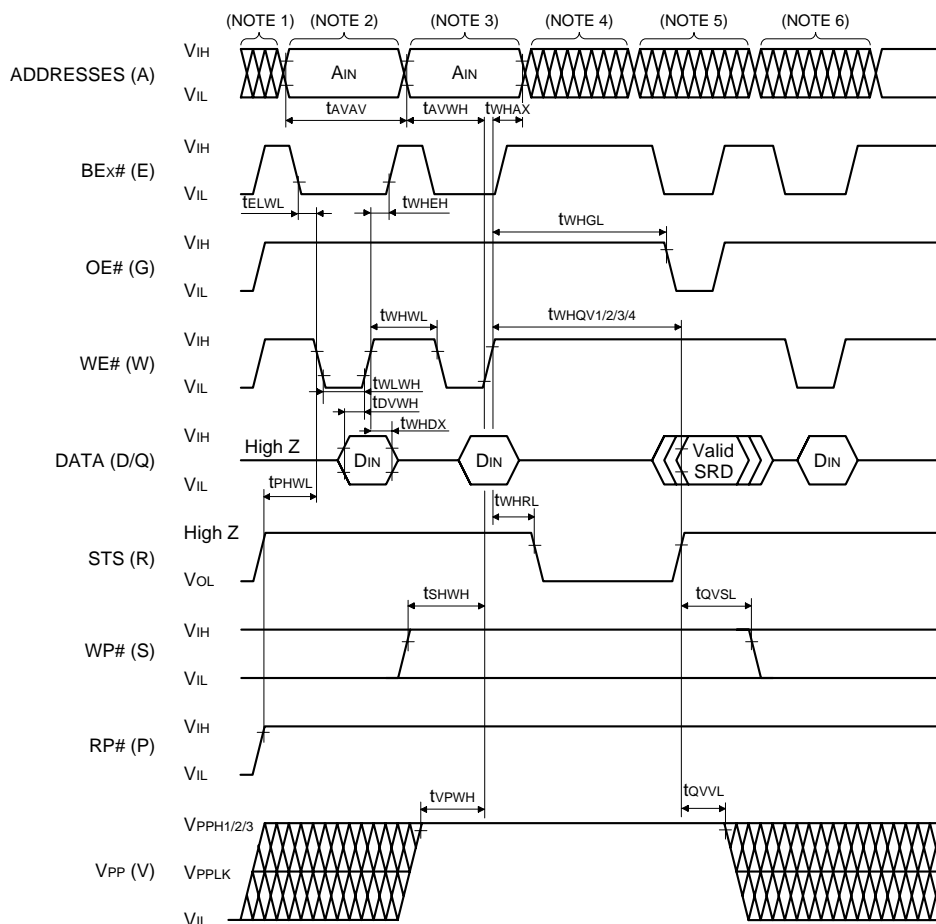 (NOTE 1) (NOTE 2) (NOTE 3) (NOTE 4) (NOTE 5) (NOTE 6)
VIH
ADDRESSES (A) AIN AIN
VIL
tAVAV tAVWH tWHAX
VIH
BEX# (E)
VIL
tELWL tWHEH tWHGL
VIH
OE# (G)
VIL
tWHWL tWHQV1/2/3/4
VIH
WE# (W)
VIL
tWLWH
tDVWH
tWHDX
VIH
High Z
DATA (D/Q) DIN DIN Valid SRD DIN
VIL
tPHWL tWHRL
High Z
STS (R)
VOL
tSHWH tQVSL
VIH
WP# (S)
VIL
VIH
RP# (P)
VIL
tVPWH tQVVL
VPPH1/2/3
VPP (V) VPPLK
VIL